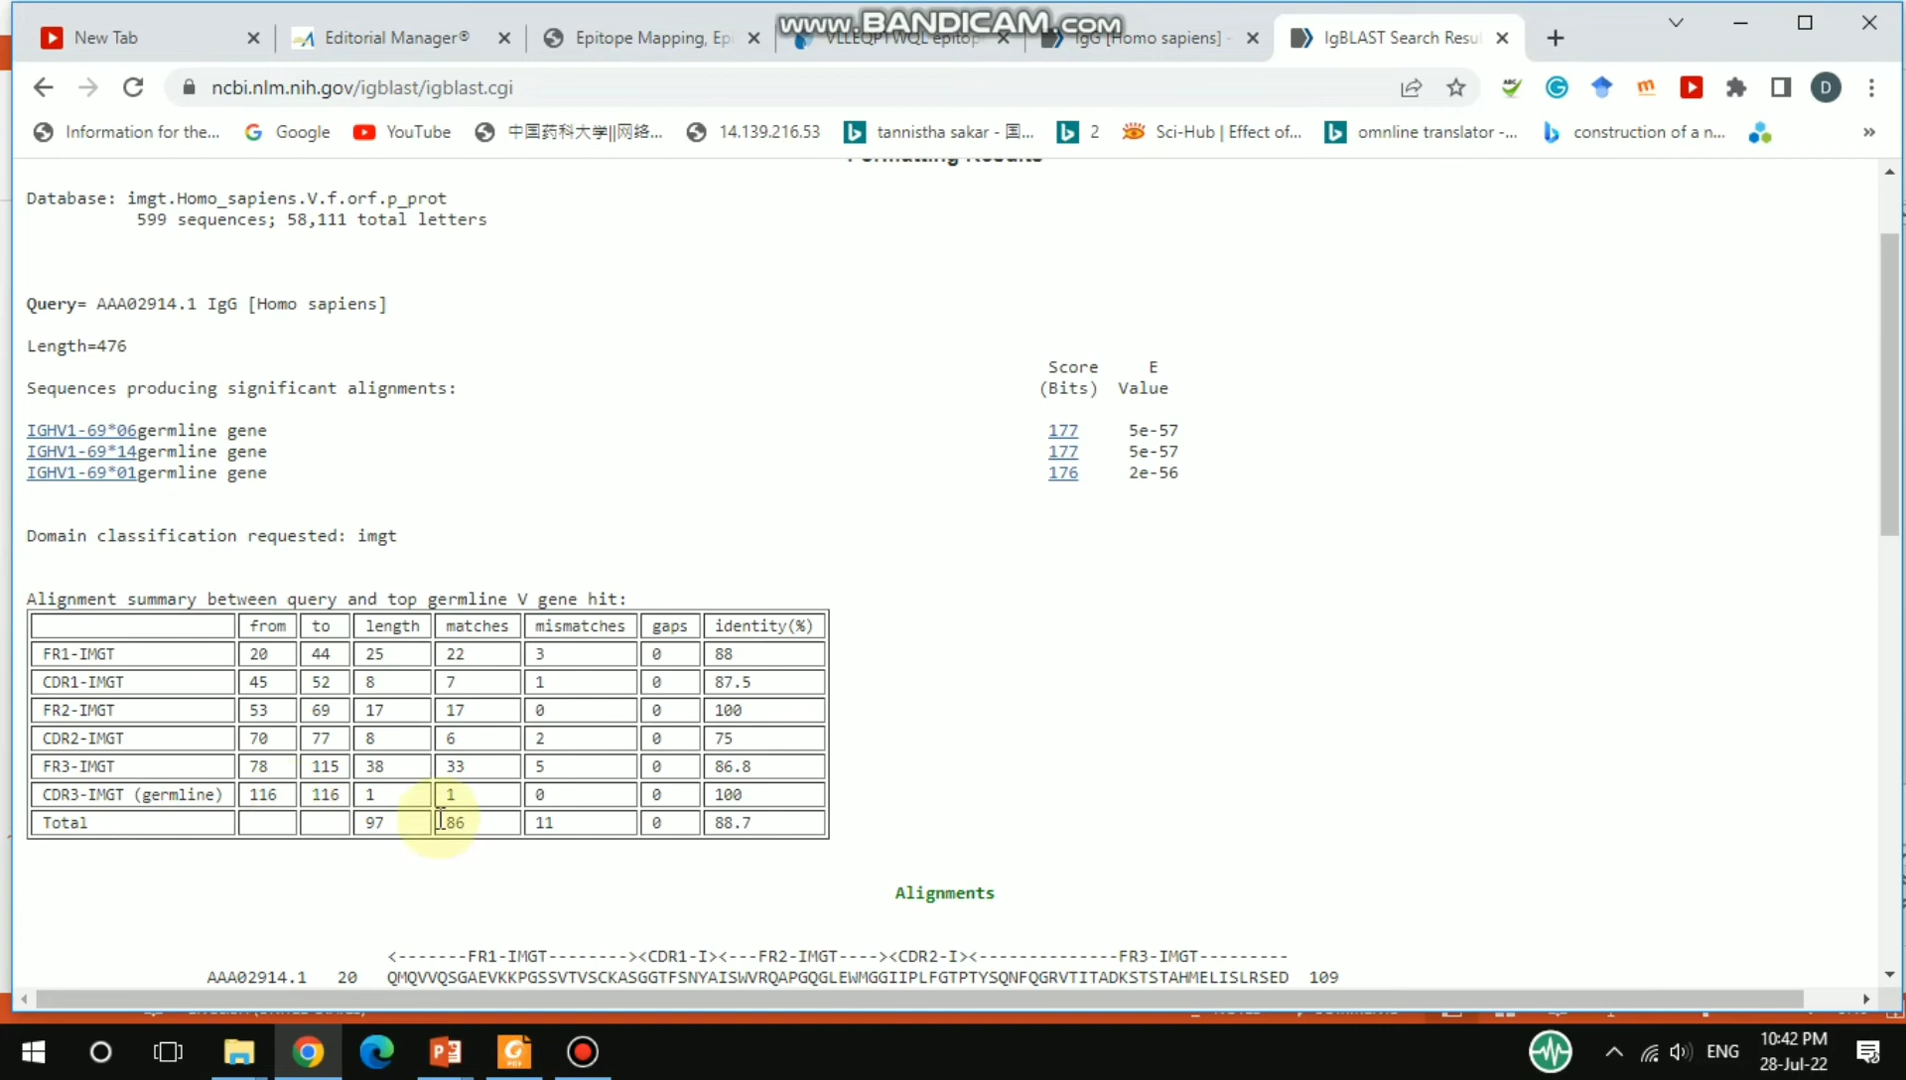 www.BANDICAM.com
New Tab
Editorial Manager®
Epitope Mapping, Epi
VLLEQPTWQL epitop
IgG [Homo sapiens] -
IgBLAST Search Resul
ncbi.nlm.nih.gov/igblast/igblast.cgi
D
Information for the...
Google
YouTube
中国药科大学||网络...
14.139.216.53
tannistha sakar - 国...
2
Sci-Hub | Effect of...
omnline translator -...
construction of a n...
»
Formatting Results
Database: imgt.Homo_sapiens.V.f.orf.p_prot
599 sequences; 58,111 total letters
Query= AAA02914.1 IgG [Homo sapiens]
Length=476
Score E
Sequences producing significant alignments: (Bits) Value
IGHV1-69*06germline gene 177 5e-57
IGHV1-69*14germline gene 177 5e-57
IGHV1-69*01germline gene 176 2e-56
Domain classification requested: imgt
Alignment summary between query and top germline V gene hit:
from to length matches mismatches gaps identity(%)
FR1-IMGT 20 44 25 22 3 0 88
CDR1-IMGT 45 52 8 7 1 0 87.5
FR2-IMGT 53 69 17 17 0 0 100
CDR2-IMGT 70 77 8 6 2 0 75
FR3-IMGT 78 115 38 33 5 0 86.8
CDR3-IMGT (germline) 116 116 1 1 0 0 100
Total 97 86 11 0 88.7
Alignments
<-------FR1-IMGT--------><CDR1-I><---FR2-IMGT----><CDR2-I><-------------FR3-IMGT---------
AAA02914.1 20 QMQVVQSGAEVKKPGSSVTVSCKASGGTFSNYAISWVRQAPGQGLEWMGGIIPLFGTPTYSQNFQGRVTITADKSTSTAHMELISLRSED 109
ENG
10:42 PM
28-Jul-22